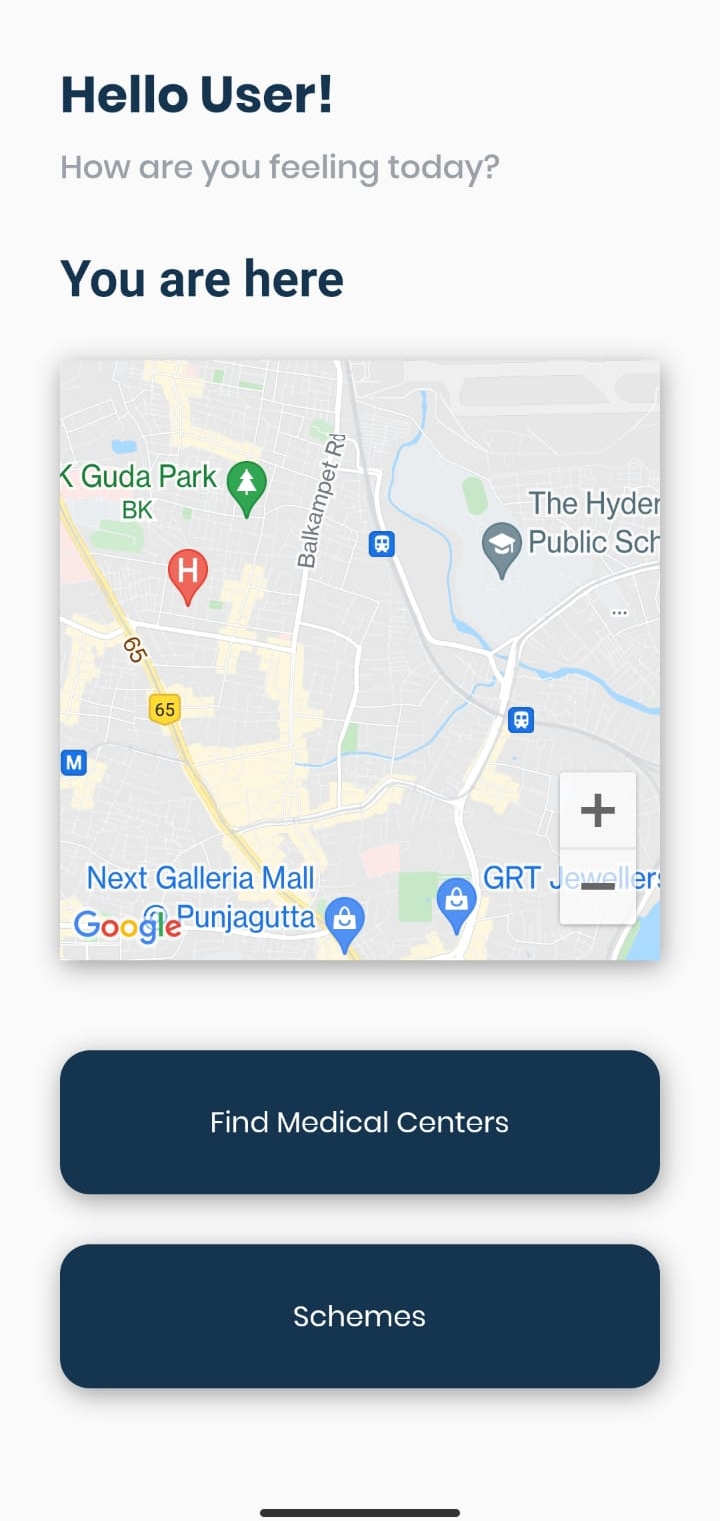 Hello User!
How are you feeling today?
You are here
K Guda Park
BK
Balkampet Rd
The Hyder
Public Sch
H
...
65
65
M
Next Galleria Mall
@ Punjagutta
GRT Jewellers
Google
+
−
Find Medical Centers
Schemes